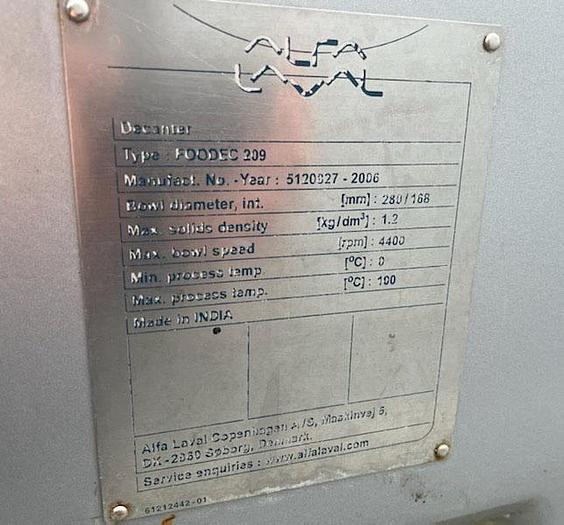 ALFA
LAVAL
Decanter
Type : FOODEC 209
Manufact. No. -Year : 5120827 - 2006
Bowl diameter, int. [mm] : 280/168
Max. solids density [kg/dm³] : 1.2
Max. bowl speed [rpm] : 4400
Min. process temp [°C] : 0
Max. process temp. [°C] : 100
Made in INDIA
Alfa Laval Copenhagen A/S, Maskinvej 5,
DK-2860 Søborg, Denmark.
Service enquiries : www.alfalaval.com
61212442-01